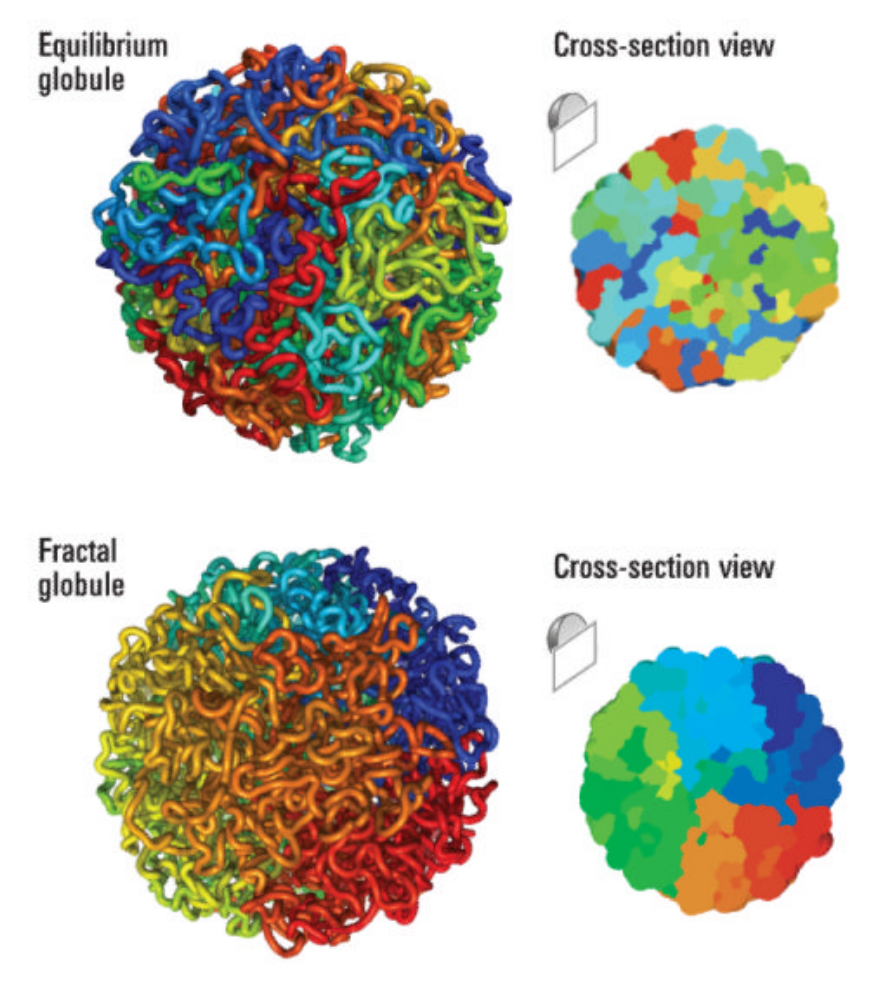 Equilibrium
globule
Cross-section view
Fractal
globule
Cross-section view